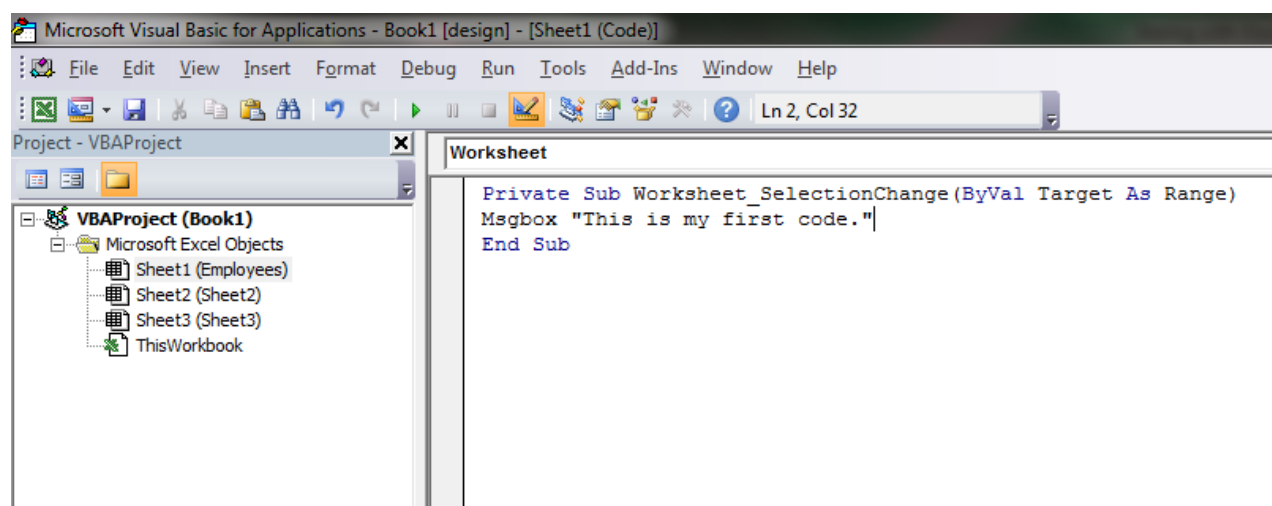 Microsoft Visual Basic for Applications - Book1 [design] - [Sheet1 (Code)]
File Edit View Insert Format Debug Run Tools Add-Ins Window Help
Ln 2, Col 32
Project - VBAProject
Worksheet
VBAProject (Book1)
Microsoft Excel Objects
Sheet1 (Employees)
Sheet2 (Sheet2)
Sheet3 (Sheet3)
ThisWorkbook
Private Sub Worksheet_SelectionChange(ByVal Target As Range)
Msgbox "This is my first code."
End Sub